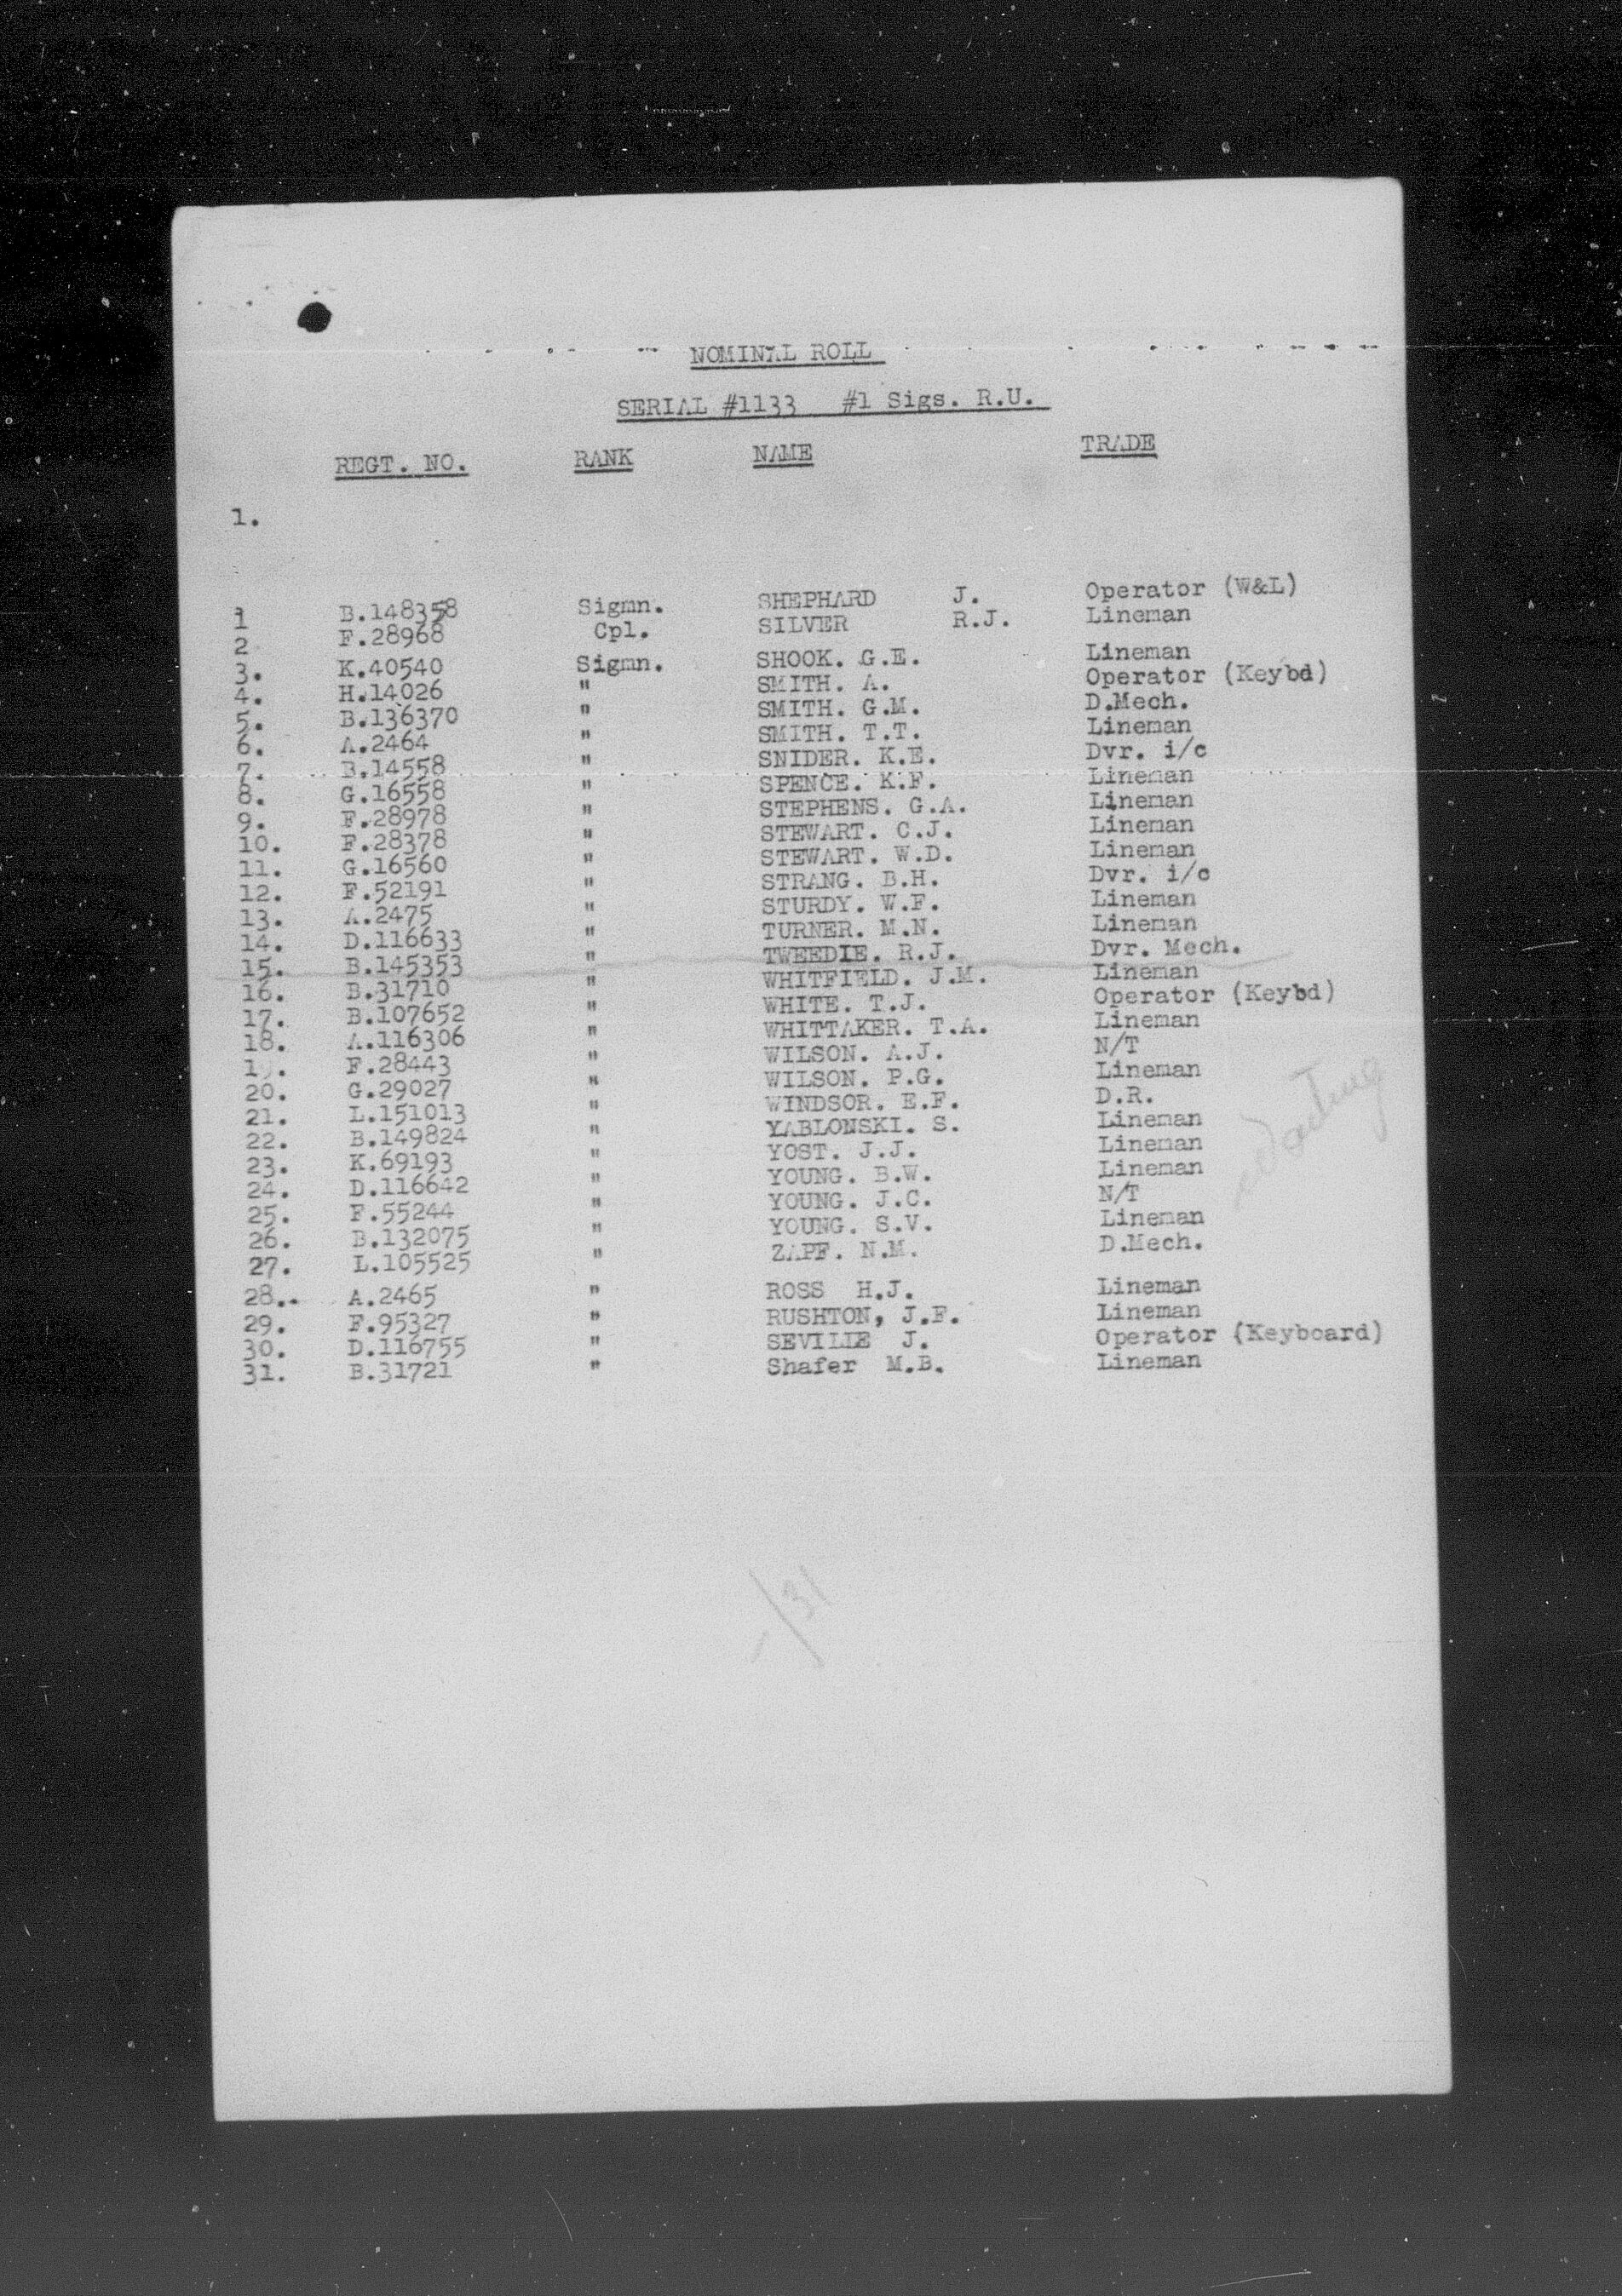 NOMINAL ROLL
SERIAL #1133 #1 Sigs. R.U.
REGT. NO. RANK NAME TRADE
1.
1 B.148358 Sigmn. SHEPHARD J. Operator (W&L)
2 F.28968 Cpl. SILVER R.J. Lineman
3. K.40540 Sigmn. SHOOK. G.E. Lineman
4. H.14026 " SMITH. A. Operator (Keybd)
5. B.136370 " SMITH. G.M. D.Mech.
6. A.2464 " SMITH. T.T. Lineman
7. B.14558 " SNIDER. K.E. Dvr. i/c
8. G.16558 " SPENCE. K.F. Lineman
9. F.28978 " STEPHENS. G.A. Lineman
10. F.28378 " STEWART. C.J. Lineman
11. G.16560 " STEWART. W.D. Lineman
12. F.52191 " STRANG. B.H. Dvr. i/c
13. A.2475 " STURDY. W.F. Lineman
14. D.116633 " TURNER. M.N. Lineman
15. B.145353 " TWEEDIE. R.J. Dvr. Mech.
16. B.31710 " WHITFIELD. J.M. Lineman
17. B.107652 " WHITE. T.J. Operator (Keybd)
18. A.116306 " WHITTAKER. T.A. Lineman
19. F.28443 " WILSON. A.J. N/T
20. G.29027 " WILSON. P.G. Lineman
21. L.151013 " WINDSOR. E.F. D.R.
22. B.149824 " YABLONSKI. S. Lineman
23. K.69193 " YOST. J.J. Lineman
24. D.116642 " YOUNG. B.W. Lineman
25. F.55244 " YOUNG. J.C. N/T
26. B.132075 " YOUNG. S.V. Lineman
27. L.105525 " ZAPF. N.M. D.Mech.
28. A.2465 " ROSS H.J. Lineman
29. F.95327 " RUSHTON, J.F. Lineman
30. D.116755 " SEVILLE J. Operator (Keyboard)
31. B.31721 " Shafer M.B. Lineman
-/31